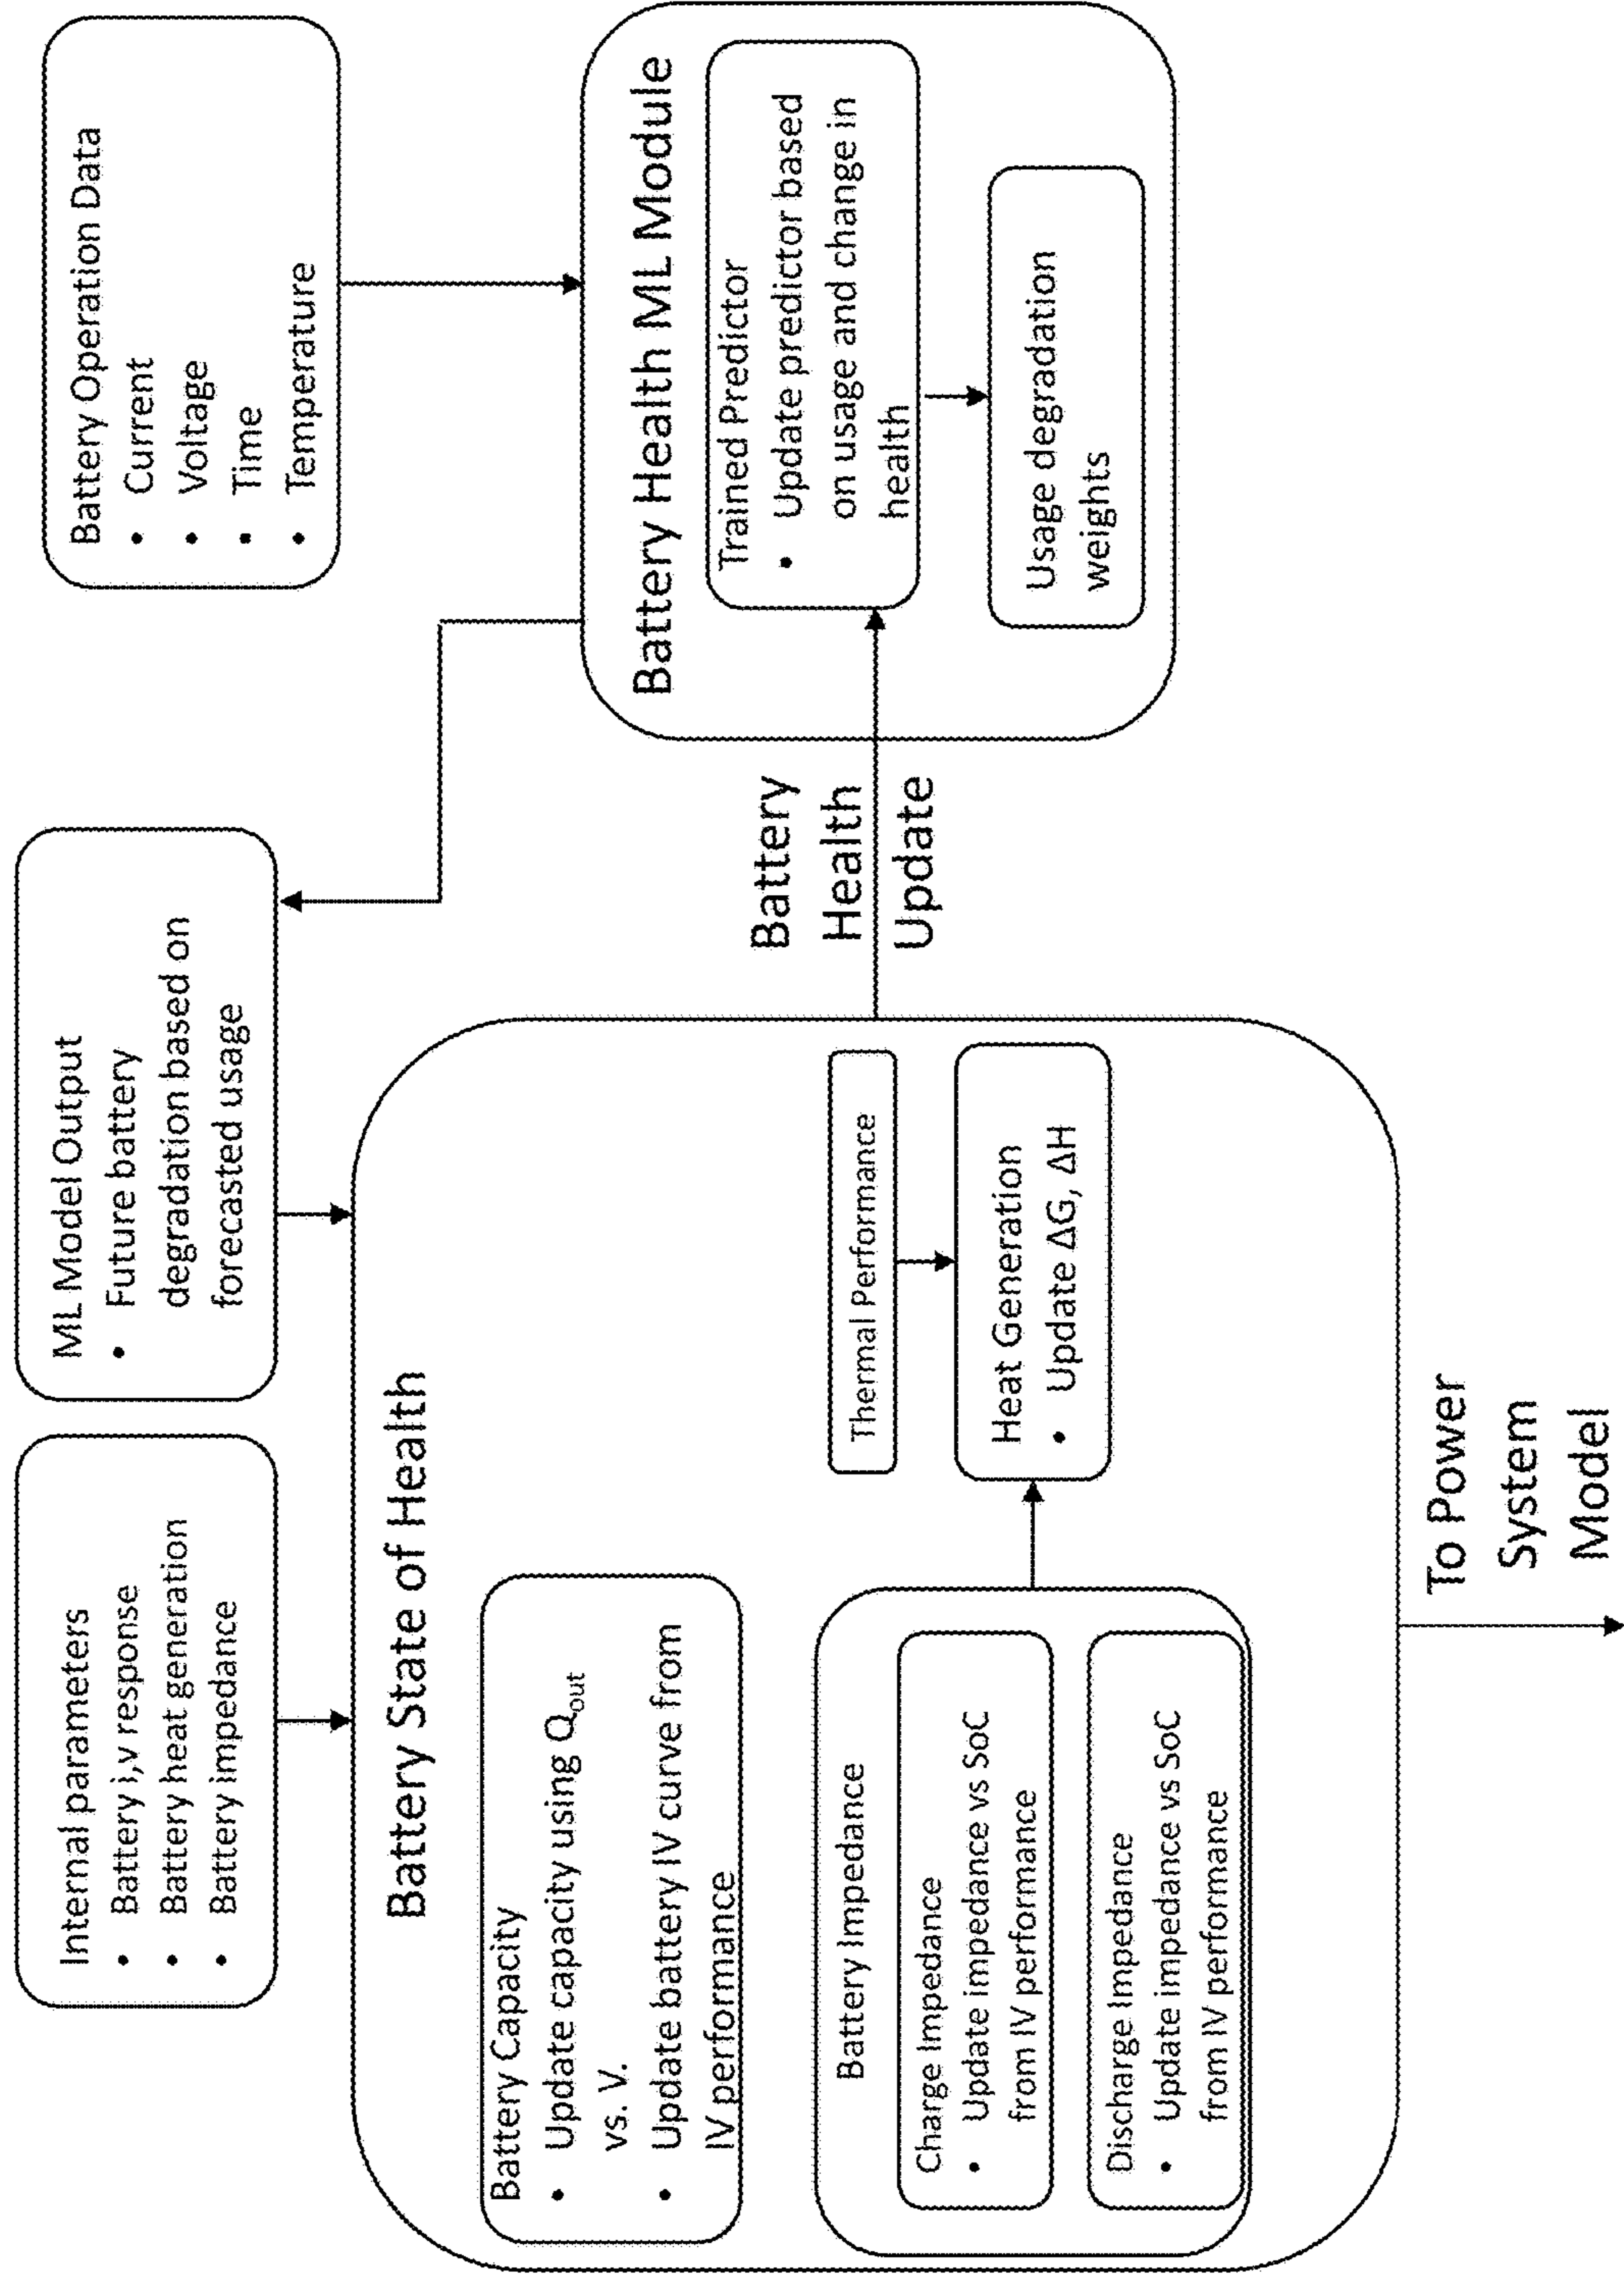 Internal parameters
• Battery i,v response
• Battery heat generation
• Battery impedance
ML Model Output
• Future battery
degradation based on
forecasted usage
Battery Operation Data
• Current
• Voltage
• Time
• Temperature
Battery State of Health
Battery Capacity
• Update capacity using Qout
vs. V.
• Update battery IV curve from
IV performance
Battery Impedance
Charge Impedance
• Update impedance vs SoC
from IV performance
Discharge Impedance
• Update impedance vs SoC
from IV performance
Thermal Performance
Heat Generation
• Update ΔG, ΔH
Battery
Health
Update
Battery Health ML Module
Trained Predictor
• Update predictor based
on usage and change in
health
Usage degradation
weights
To Power
System
Model